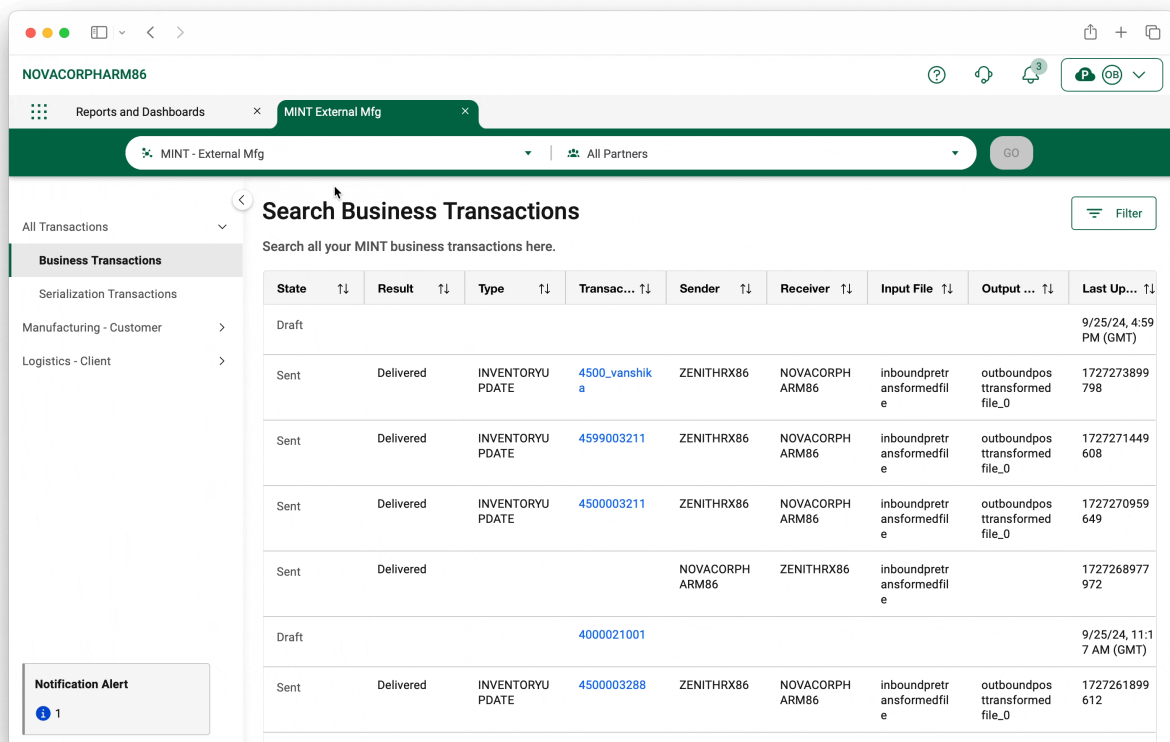 NOVACORPHARM86
3
P
OB
Reports and Dashboards
MINT External Mfg
MINT - External Mfg
All Partners
GO
All Transactions
Business Transactions
Serialization Transactions
Manufacturing - Customer
Logistics - Client
Notification Alert
1
Search Business Transactions
Filter
Search all your MINT business transactions here.
State Result Type Transac... Sender Receiver Input File Output ... Last Up...
Draft 9/25/24, 4:59
PM (GMT)
Sent Delivered INVENTORYU 4500_vanshik ZENITHRX86 NOVACORPH inboundpretr outboundpos 1727273899
PDATE a ARM86 ansformedfil ttransformed 798
e file_0
Sent Delivered INVENTORYU 4599003211 ZENITHRX86 NOVACORPH inboundpretr outboundpos 1727271449
PDATE ARM86 ansformedfil ttransformed 608
e file_0
Sent Delivered INVENTORYU 4500003211 ZENITHRX86 NOVACORPH inboundpretr outboundpos 1727270959
PDATE ARM86 ansformedfil ttransformed 649
e file_0
Sent Delivered NOVACORPH ZENITHRX86 inboundpretr 1727268977
ARM86 ansformedfil 972
e
Draft 4000021001 9/25/24, 11:1
7 AM (GMT)
Sent Delivered INVENTORYU 4500003288 ZENITHRX86 NOVACORPH inboundpretr outboundpos 1727261899
PDATE ARM86 ansformedfil ttransformed 612
e file_0